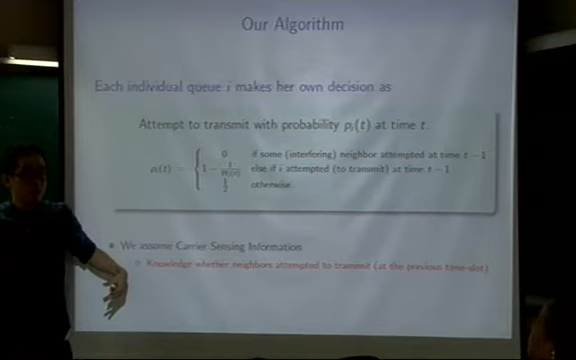 Our Algorithm
Each individual queue i makes her own decision as
Attempt to transmit with probability pᵢ(t) at time t.
pᵢ(t) = { 0 if some (interfering) neighbor attempted at time t − 1
1 − 1/Wᵢ(t) else if i attempted (to transmit) at time t − 1
1/2 otherwise
We assume Carrier Sensing Information
Knowledge whether neighbors attempted to transmit (at the previous time-slot)